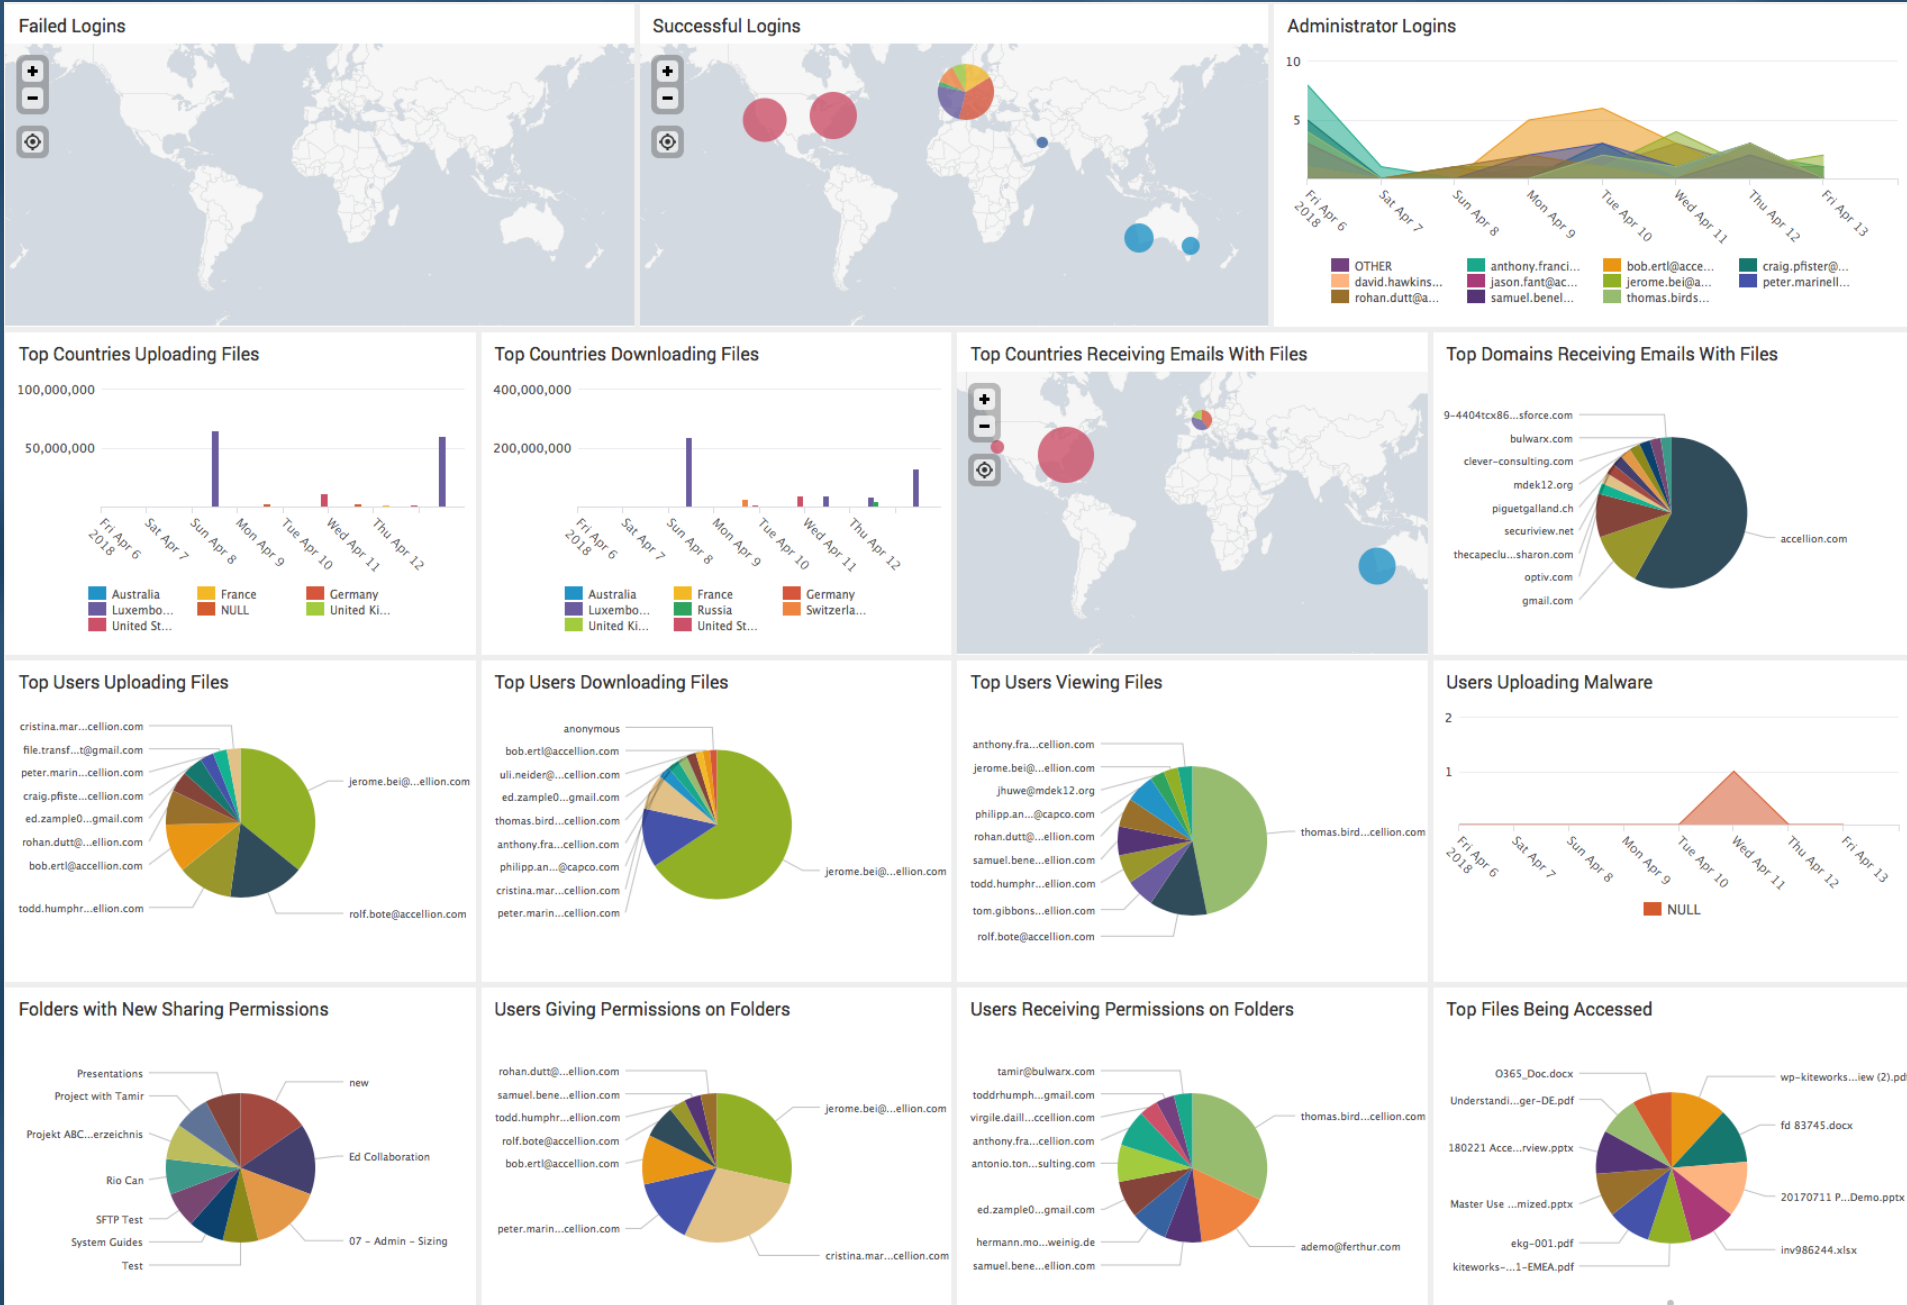 Failed Logins
Successful Logins
Administrator Logins
10
5
Fri Apr 6
2018
Sat Apr 7
Sun Apr 8
Mon Apr 9
Tue Apr 10
Wed Apr 11
Thu Apr 12
Fri Apr 13
OTHER
anthony.franci...
bob.ertl@acce...
craig.pfister@...
david.hawkins...
jason.fant@ac...
jerome.bei@a...
peter.marinell...
rohan.dutt@a...
samuel.benel...
thomas.birds...
Top Countries Uploading Files
100,000,000
50,000,000
Fri Apr 6
2018
Sat Apr 7
Sun Apr 8
Mon Apr 9
Tue Apr 10
Wed Apr 11
Thu Apr 12
Australia
France
Germany
Luxembo...
NULL
United Ki...
United St...
Top Countries Downloading Files
400,000,000
200,000,000
Fri Apr 6
2018
Sat Apr 7
Sun Apr 8
Mon Apr 9
Tue Apr 10
Wed Apr 11
Thu Apr 12
Australia
France
Germany
Luxembo...
Russia
Switzerla...
United Ki...
United St...
Top Countries Receiving Emails With Files
Top Domains Receiving Emails With Files
9-4404tcx86...sforce.com
bulwarx.com
clever-consulting.com
mdek12.org
piguetgalland.ch
securiview.net
thecapeclu...sharon.com
optiv.com
gmail.com
accellion.com
Top Users Uploading Files
cristina.mar...cellion.com
file.transf...t@gmail.com
peter.marin...cellion.com
craig.pfiste...cellion.com
ed.zample0...gmail.com
rohan.dutt@...ellion.com
bob.ertl@accellion.com
todd.humphr...ellion.com
jerome.bei@...ellion.com
rolf.bote@accellion.com
Top Users Downloading Files
anonymous
bob.ertl@accellion.com
uli.neider@...cellion.com
ed.zample0...gmail.com
thomas.bird...cellion.com
anthony.fra...cellion.com
philipp.an...@capco.com
cristina.mar...cellion.com
peter.marin...cellion.com
jerome.bei@...ellion.com
Top Users Viewing Files
anthony.fra...cellion.com
jerome.bei@...ellion.com
jhuwe@mdek12.org
philipp.an...@capco.com
rohan.dutt@...ellion.com
samuel.bene...ellion.com
todd.humphr...ellion.com
tom.gibbons...ellion.com
rolf.bote@accellion.com
thomas.bird...cellion.com
Users Uploading Malware
2
1
Fri Apr 6
2018
Sat Apr 7
Sun Apr 8
Mon Apr 9
Tue Apr 10
Wed Apr 11
Thu Apr 12
Fri Apr 13
NULL
Folders with New Sharing Permissions
Presentations
Project with Tamir
Projekt ABC...erzeichnis
Rio Can
SFTP Test
System Guides
Test
new
Ed Collaboration
07 - Admin - Sizing
Users Giving Permissions on Folders
rohan.dutt@...ellion.com
samuel.bene...ellion.com
todd.humphr...ellion.com
rolf.bote@accellion.com
bob.ertl@accellion.com
peter.marin...cellion.com
jerome.bei@...ellion.com
cristina.mar...cellion.com
Users Receiving Permissions on Folders
tamir@bulwarx.com
toddrhumph...gmail.com
virgile.daill...ccellion.com
anthony.fra...cellion.com
antonio.ton...sulting.com
ed.zample0...gmail.com
hermann.mo...weinig.de
samuel.bene...ellion.com
thomas.bird...cellion.com
ademo@ferthur.com
Top Files Being Accessed
O365_Doc.docx
Understandi...ger-DE.pdf
180221 Acce...rview.pptx
Master Use ...mized.pptx
ekg-001.pdf
kiteworks-...1-EMEA.pdf
wp-kiteworks...iew (2).pdf
fd 83745.docx
20170711 P...Demo.pptx
inv986244.xlsx